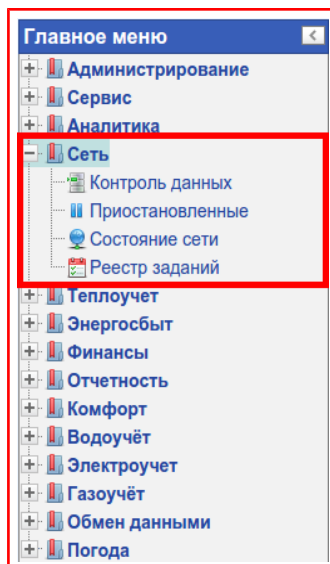 Главное меню
Администрирование
Сервис
Аналитика
Сеть
Контроль данных
Приостановленные
Состояние сети
Реестр заданий
Теплоучет
Энергосбыт
Финансы
Отчетность
Комфорт
Водоучёт
Электроучет
Газоучёт
Обмен данными
Погода